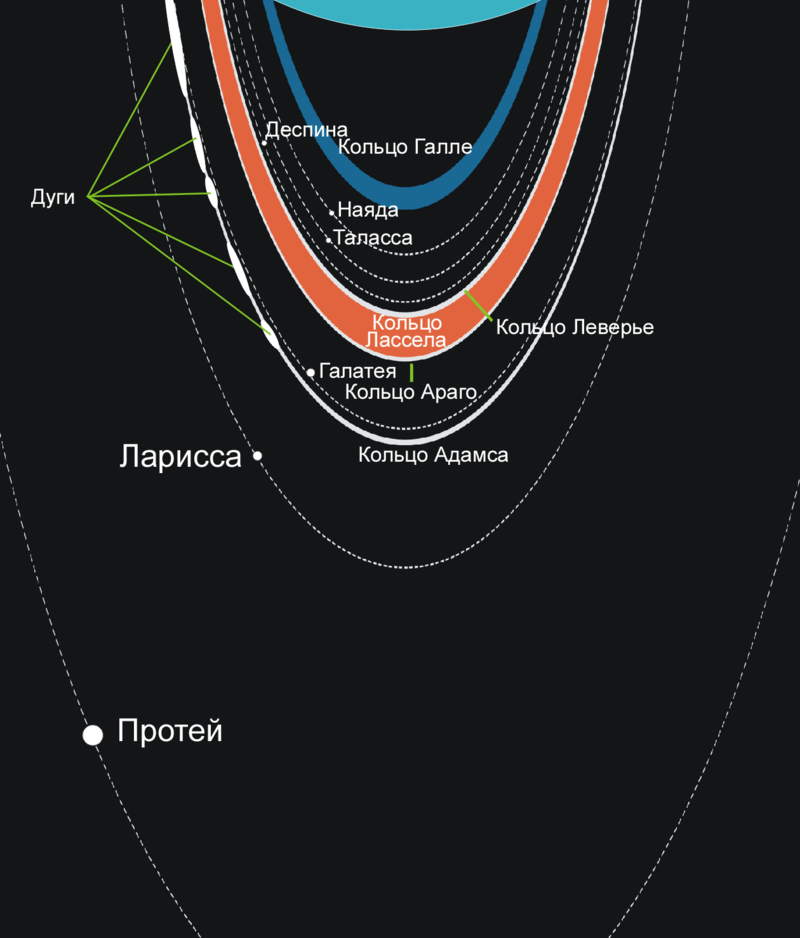 Деспина
Кольцо Галле
Дуги
Наяда
Таласса
Кольцо
Лассела
Кольцо Леверье
Галатея
Кольцо Араго
Ларисса
Кольцо Адамса
Протей